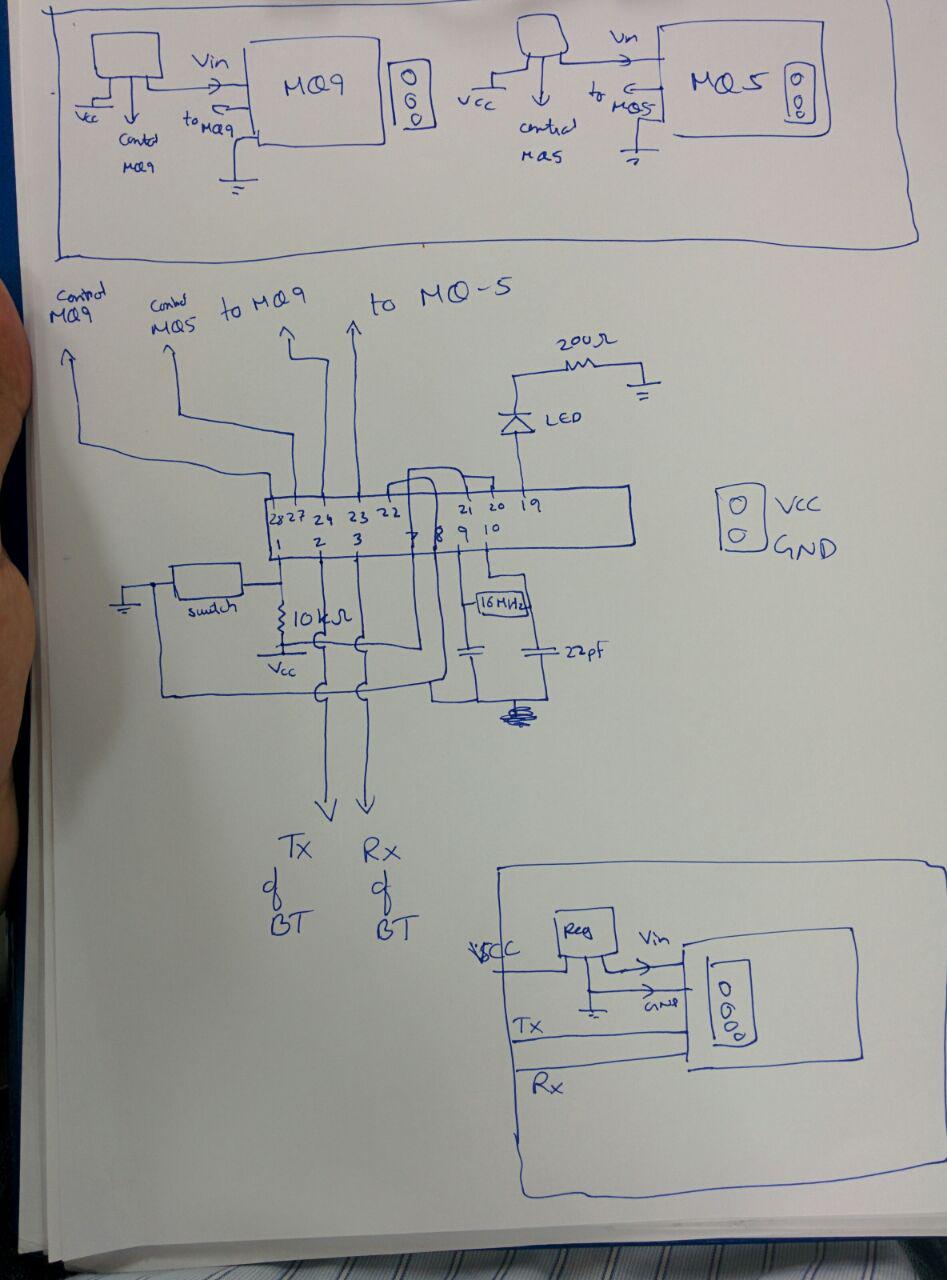 Vin
MQ9
Vcc
to
MQ9
Control
MQ9
Vin
MQ5
VCC
to
MQ5
control
MQ5
Control
MQ9
Control
MQ5
to MQ9
to MQ-5
200Ω
LED
28 27 24 23 22 21 20 19
1 2 3 7 8 9 10
VCC
GND
switch
10kΩ
16MHz
Vcc
22pF
Tx
of
BT
Rx
of
BT
Reg
Vin
GND
Tx
Rx